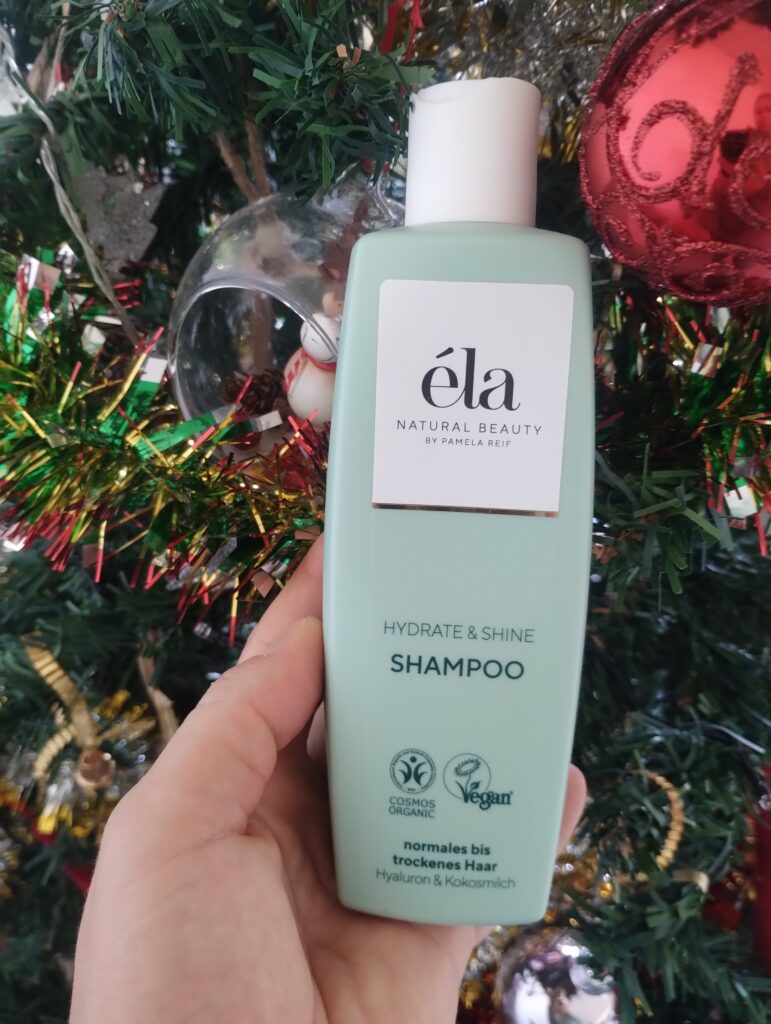 éla
NATURAL BEAUTY
BY PAMELA REIF
HYDRATE & SHINE
SHAMPOO
COSMOS
ORGANIC
Vegan
normales bis
trockenes Haar
Hyaluron & Kokosmilch